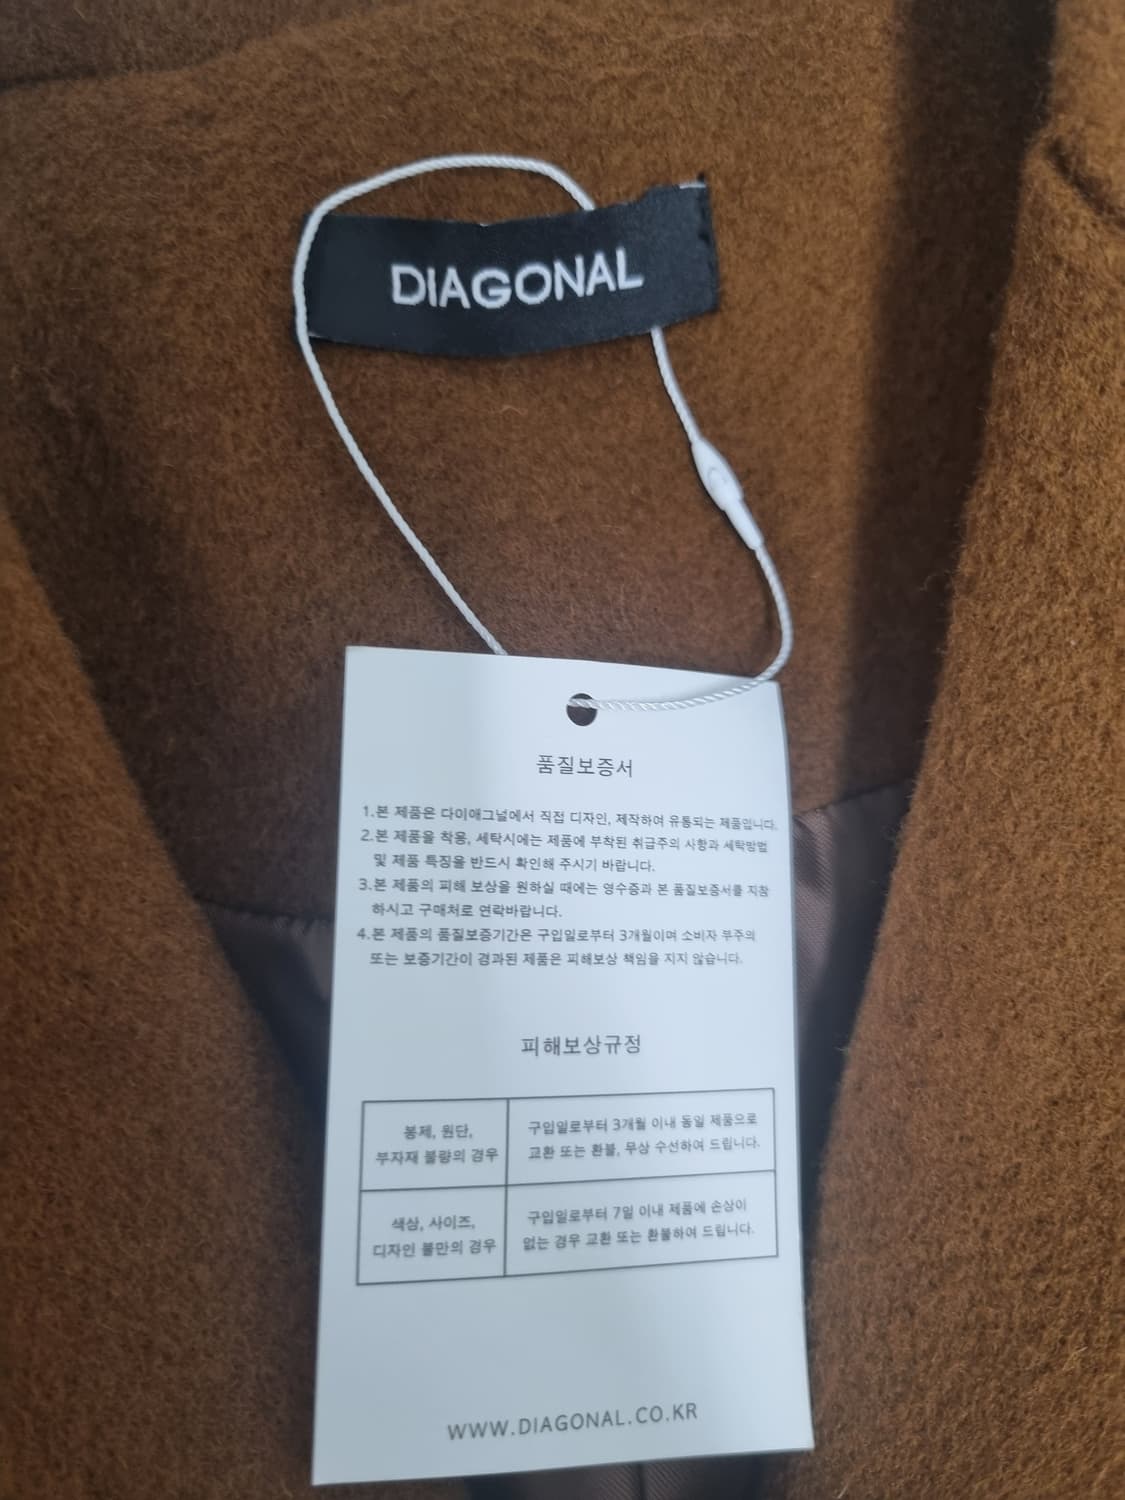 DIAGONAL
품질보증서
1.본 제품은 다이애그널에서 직접 디자인, 제작하여 유통되는 제품입니다.
2.본 제품을 착용, 세탁시에는 제품에 부착된 취급주의 사항과 세탁방법
및 제품 특징을 반드시 확인해 주시기 바랍니다.
3.본 제품의 피해 보상을 원하실 때에는 영수증과 본 품질보증서를 지참
하시고 구매처로 연락바랍니다.
4.본 제품의 품질보증기간은 구입일로부터 3개월이며 소비자 부주의
또는 보증기간이 경과된 제품은 피해보상 책임을 지지 않습니다.
피해보상규정
봉제, 원단,
부자재 불량의 경우
구입일로부터 3개월 이내 동일 제품으로
교환 또는 환불, 무상 수선하여 드립니다.
색상, 사이즈,
디자인 불만의 경우
구입일로부터 7일 이내 제품에 손상이
없는 경우 교환 또는 환불하여 드립니다.
WWW.DIAGONAL.CO.KR